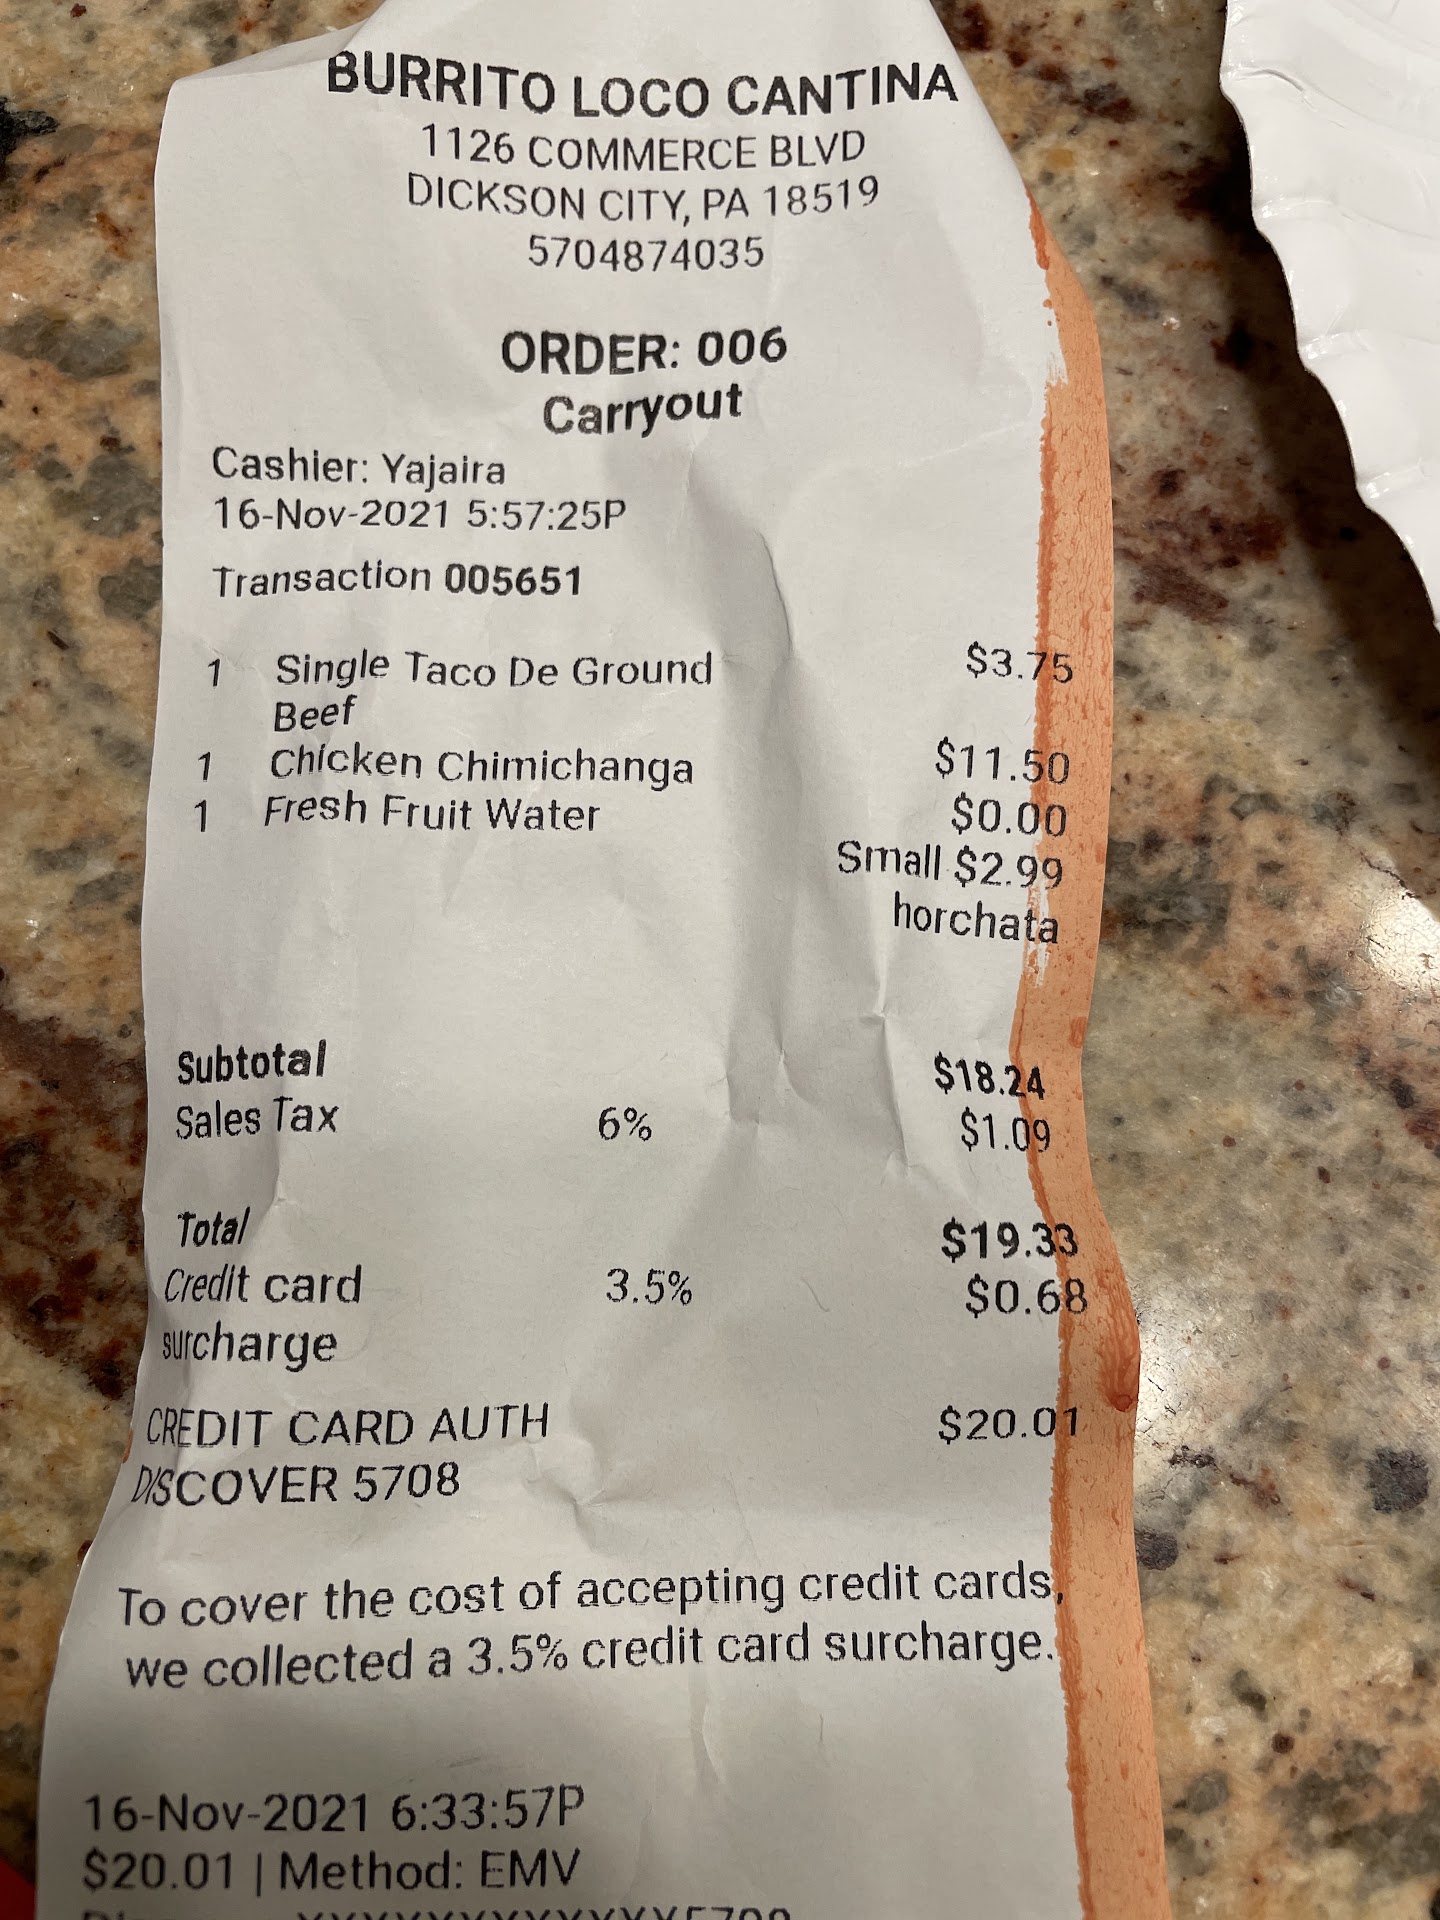 BURRITO LOCO CANTINA
1126 COMMERCE BLVD
DICKSON CITY, PA 18519
5704874035
ORDER: 006
Carryout
Cashier: Yajaira
16-Nov-2021 5:57:25P
Transaction 005651
1 Single Taco De Ground $3.75
Beef
1 Chicken Chimichanga $11.50
1 Fresh Fruit Water $0.00
Small $2.99
horchata
Subtotal $18.24
Sales Tax 6% $1.09
Total $19.33
Credit card 3.5% $0.68
surcharge
CREDIT CARD AUTH $20.01
DISCOVER 5708
To cover the cost of accepting credit cards,
we collected a 3.5% credit card surcharge.
16-Nov-2021 6:33:57P
$20.01 | Method: EMV